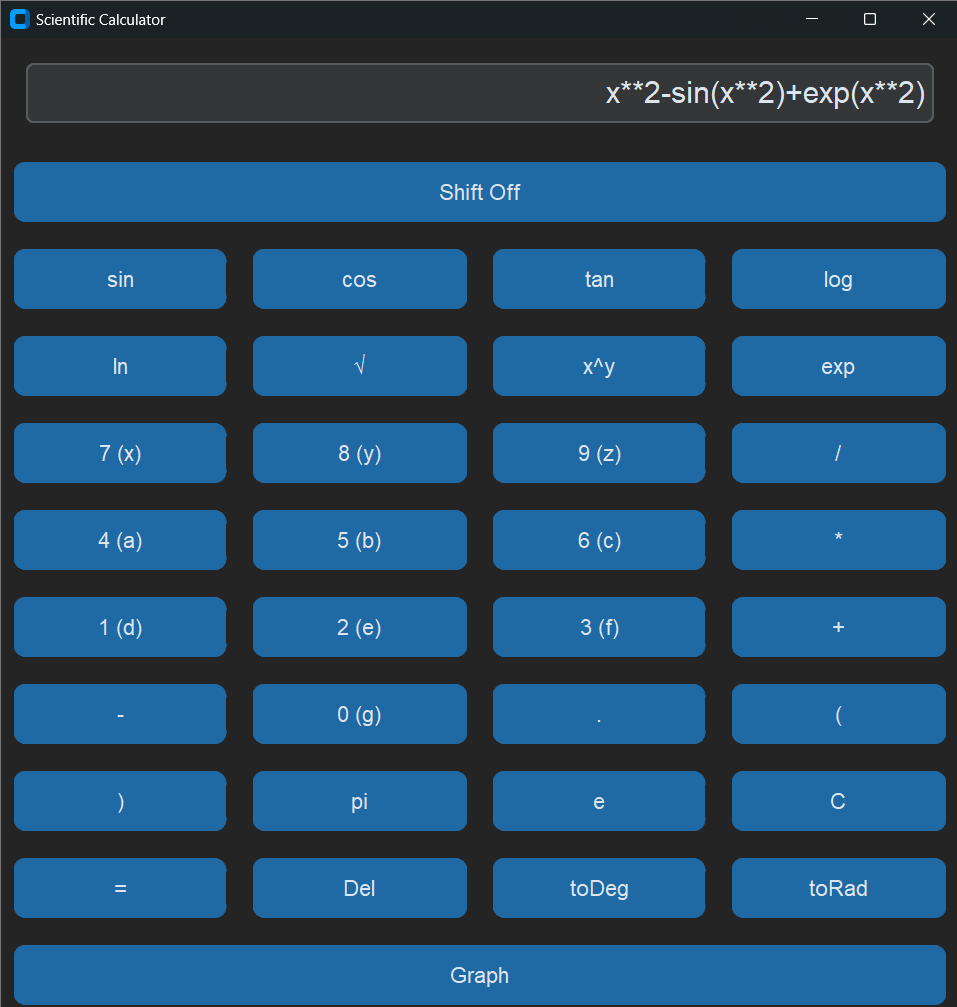 Scientific Calculator
x**2-sin(x**2)+exp(x**2)
Shift Off
sin cos tan log
ln √ x^y exp
7 (x) 8 (y) 9 (z) /
4 (a) 5 (b) 6 (c) *
1 (d) 2 (e) 3 (f) +
- 0 (g) . (
) pi e C
= Del toDeg toRad
Graph